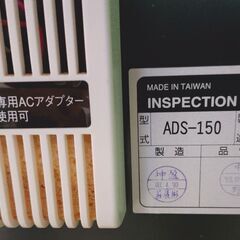 専用ACアダプター
使用可
MADE IN TAIWAN
INSPECTION
型式
ADS-150
製造
品